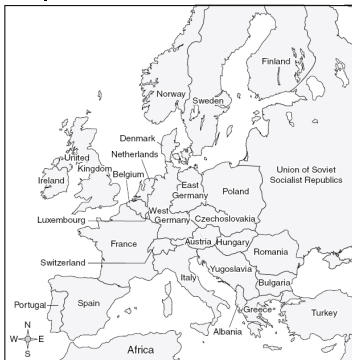 Finland
Norway
Sweden
Denmark
Netherlands
Belgium
United
Kingdom
Ireland
Union of Soviet
Socialist Republics
East
Germany
Poland
West
Germany
Luxembourg
Czechoslovakia
France
Austria
Hungary
Romania
Switzerland
Italy
Yugoslavia
Bulgaria
Portugal
Spain
Albania
Greece
Turkey
Africa
N
W
E
S